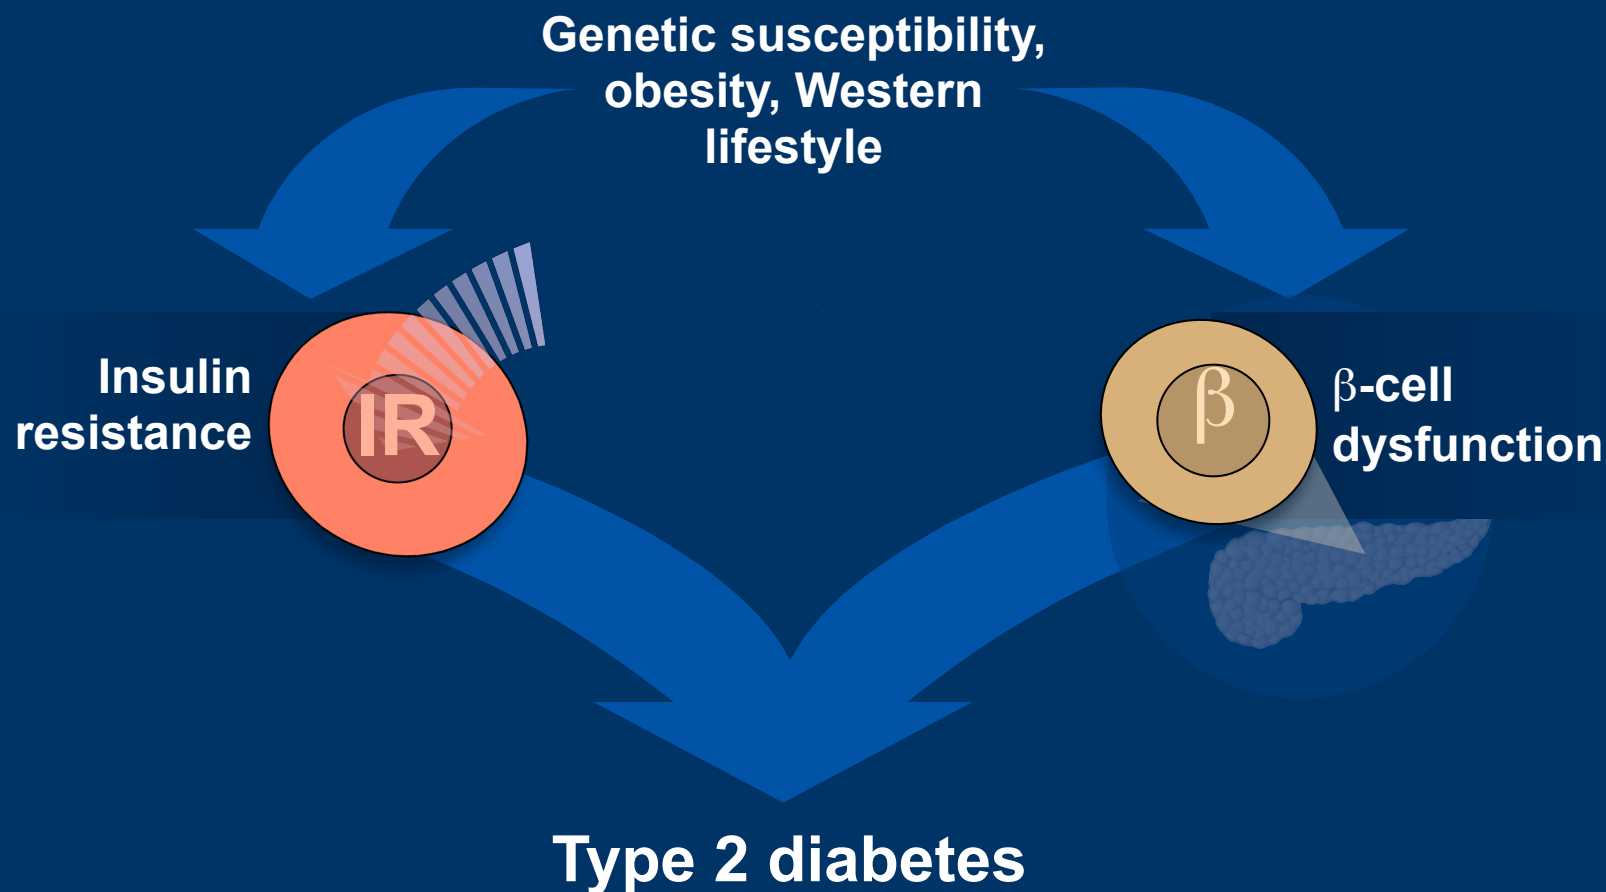 Genetic susceptibility,
obesity, Western
lifestyle
Insulin
resistance
IR
β
β-cell
dysfunction
Type 2 diabetes